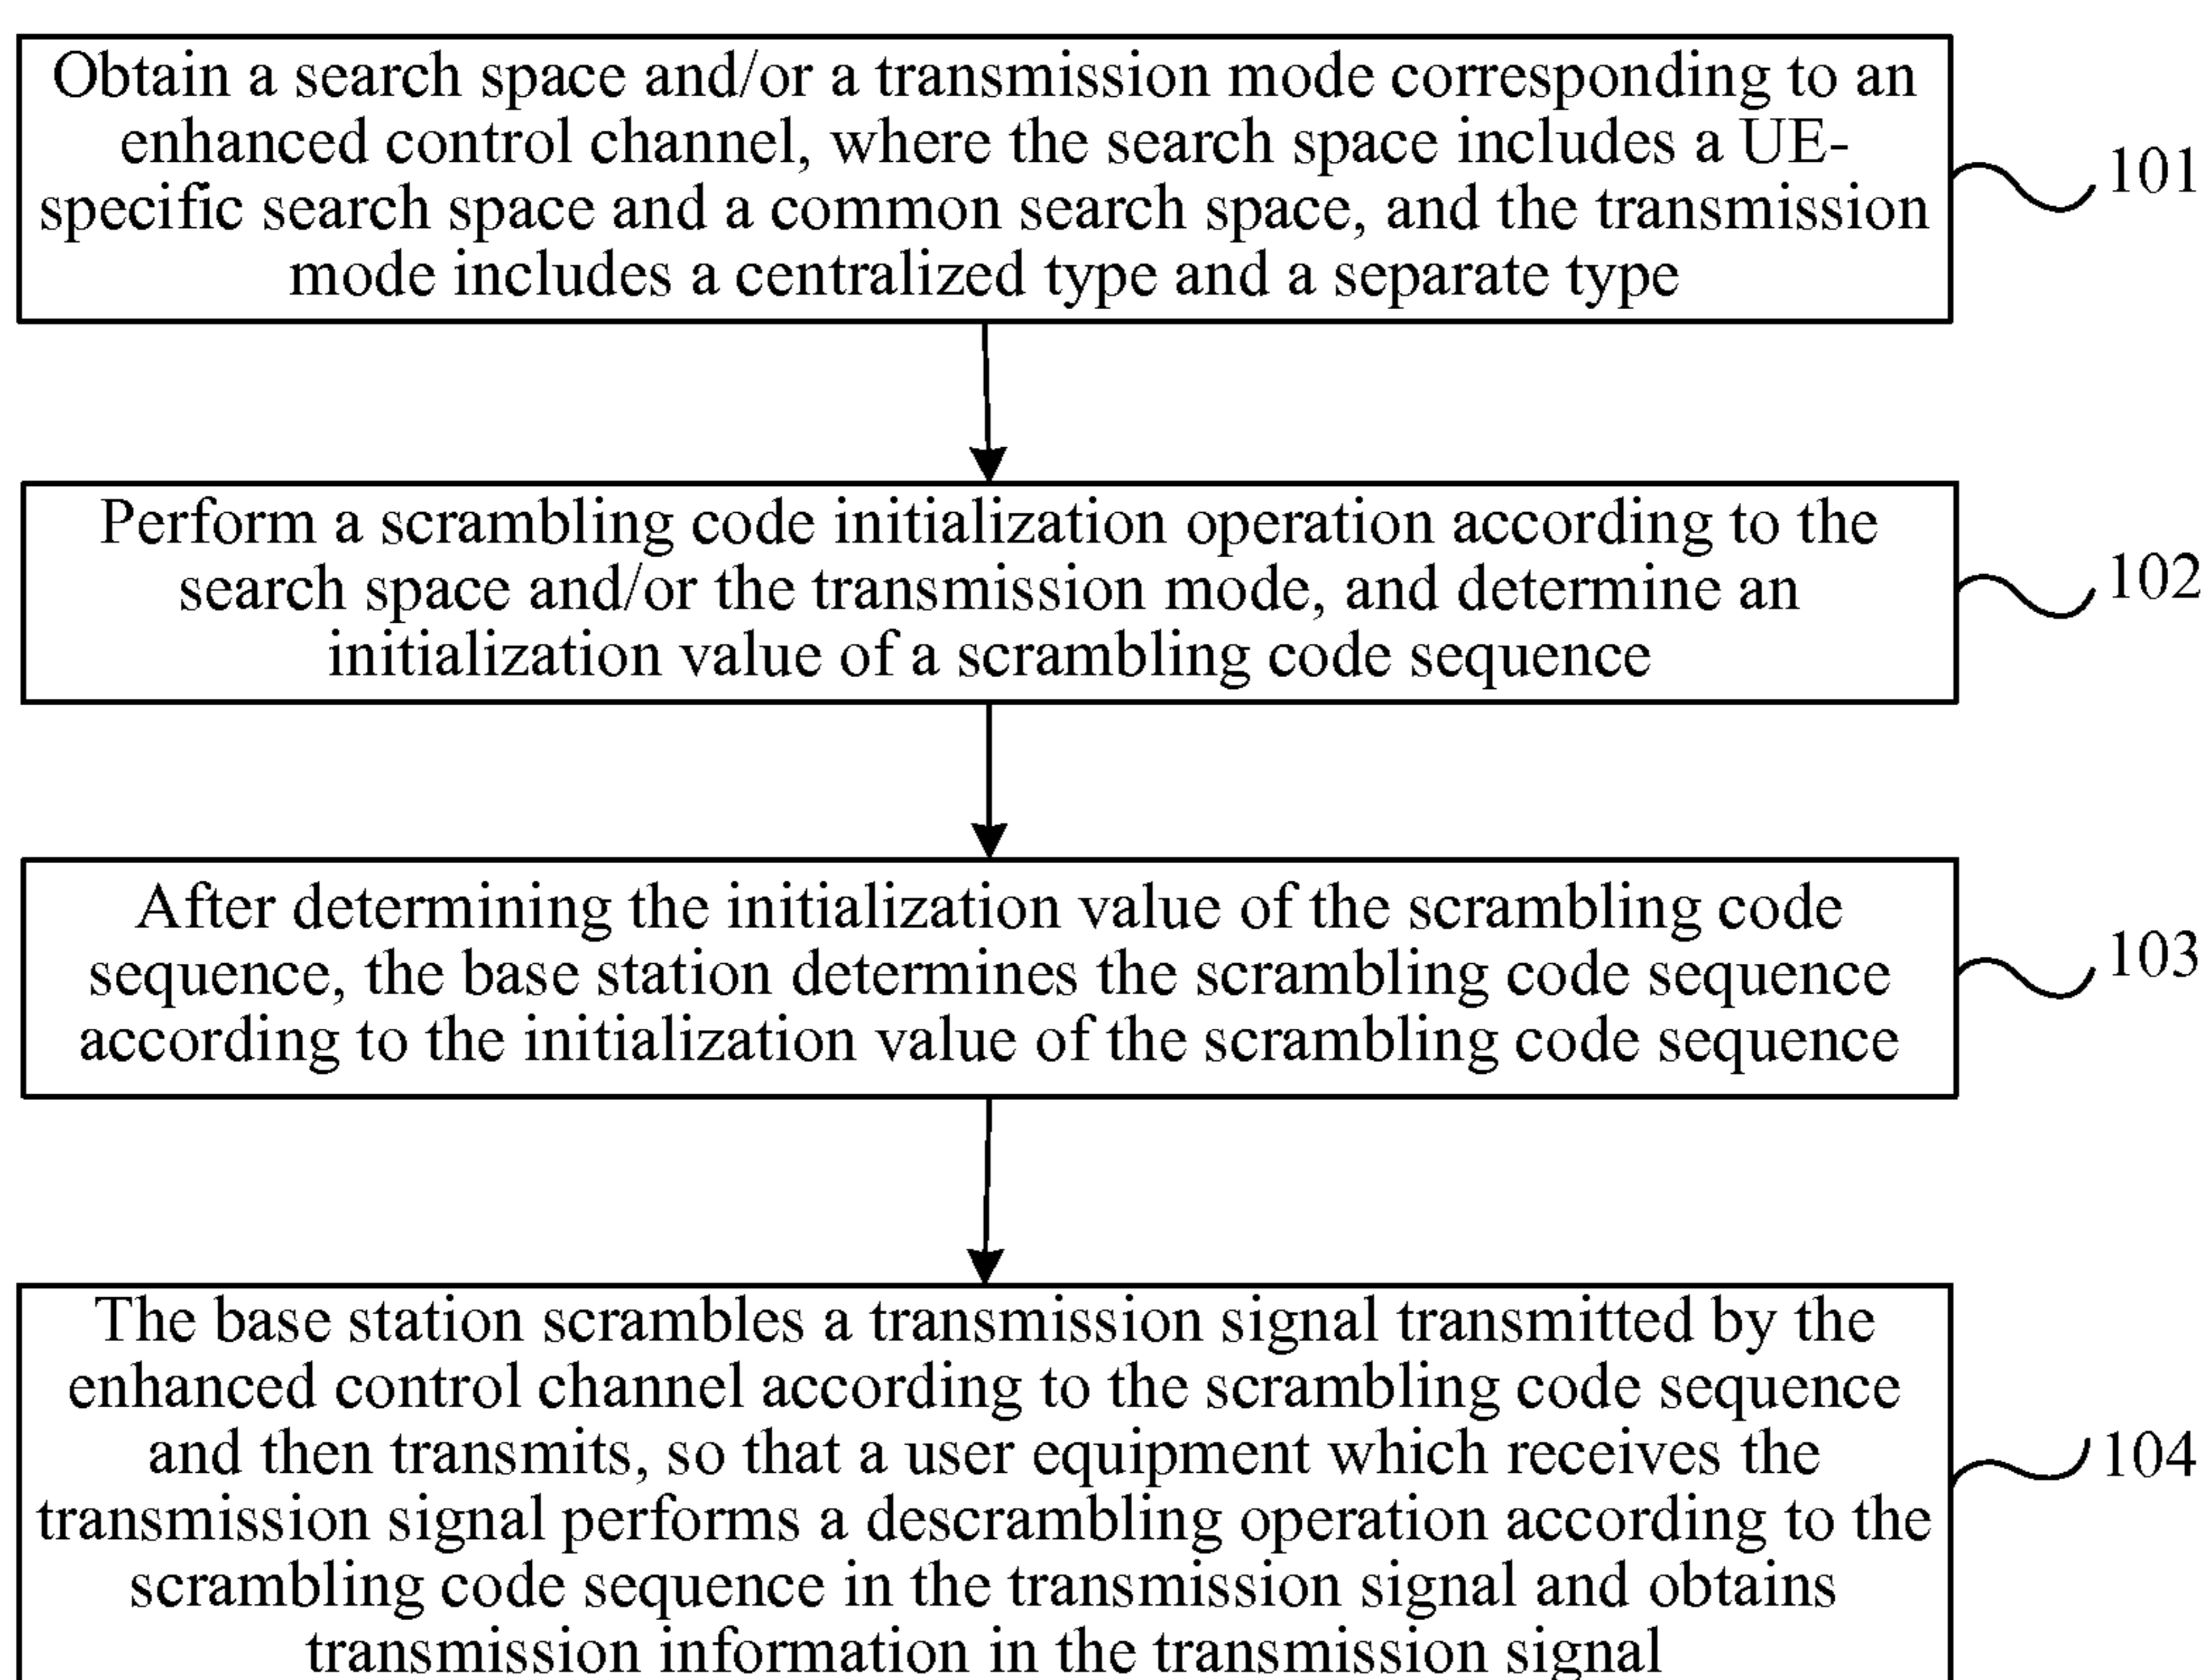 Obtain a search space and/or a transmission mode corresponding to an
enhanced control channel, where the search space includes a UE-
specific search space and a common search space, and the transmission
mode includes a centralized type and a separate type
101
Perform a scrambling code initialization operation according to the
search space and/or the transmission mode, and determine an
initialization value of a scrambling code sequence
102
After determining the initialization value of the scrambling code
sequence, the base station determines the scrambling code sequence
according to the initialization value of the scrambling code sequence
103
The base station scrambles a transmission signal transmitted by the
enhanced control channel according to the scrambling code sequence
and then transmits, so that a user equipment which receives the
transmission signal performs a descrambling operation according to the
scrambling code sequence in the transmission signal and obtains
transmission information in the transmission signal
104